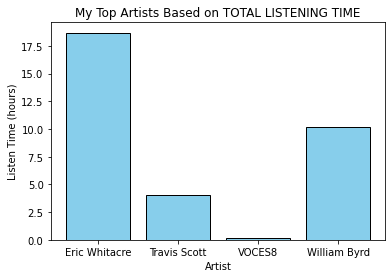 My Top Artists Based on TOTAL LISTENING TIME
17.5
15.0
12.5
10.0
7.5
5.0
2.5
0.0
Listen Time (hours)
Eric Whitacre Travis Scott VOCES8 William Byrd
Artist